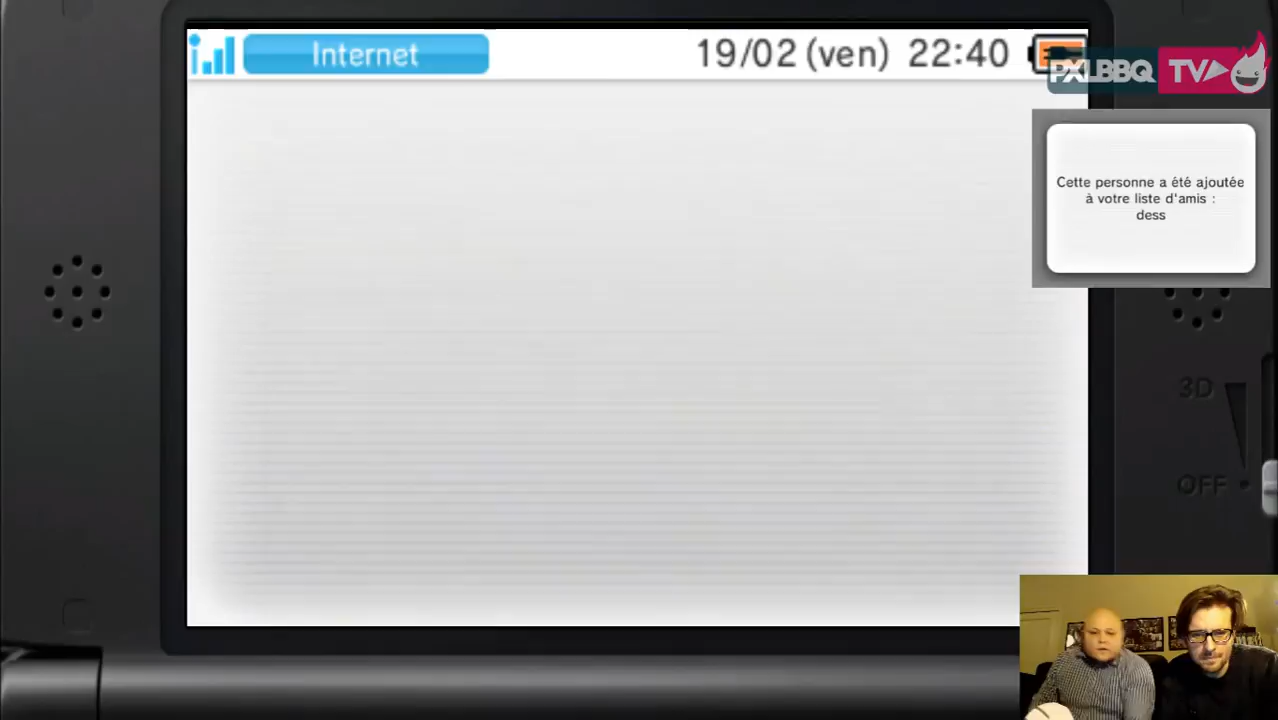 Internet
19/02 (ven) 22:40
PXLBBQ TV
Cette personne a été ajoutée
à votre liste d'amis :
dess
3D
OFF